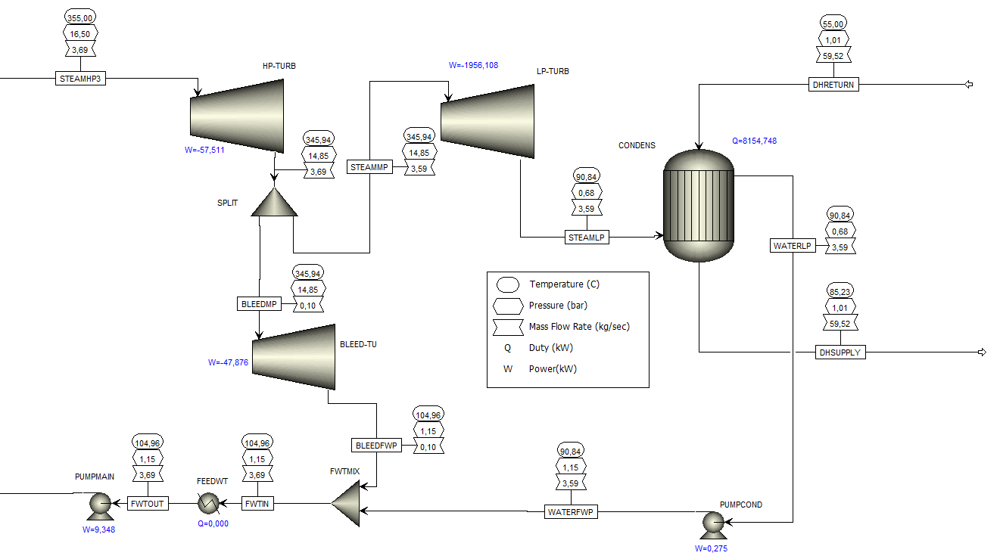 355,00
16,50
3,69
STEAMHP3
HP-TURB
W=-57,511
345,94
14,85
3,69
SPLIT
STEAMMP
345,94
14,85
3,59
W=-1956,108
LP-TURB
90,84
0,68
3,59
STEAMLP
55,00
1,01
59,52
DHRETURN
CONDENS
Q=8154,748
90,84
0,68
3,59
WATERLP
85,23
1,01
59,52
DHSUPPLY
Temperature (C)
Pressure (bar)
Mass Flow Rate (kg/sec)
Q Duty (kW)
W Power(kW)
345,94
14,85
0,10
BLEEDMP
BLEED-TU
W=-47,876
104,96
1,15
0,10
BLEEDFWP
FWTMIX
104,96
1,15
3,69
FWTIN
FEEDWT
Q=0,000
104,96
1,15
3,69
FWTOUT
PUMPMAIN
W=9,348
90,84
1,15
3,59
WATERFWP
PUMPCOND
W=0,275